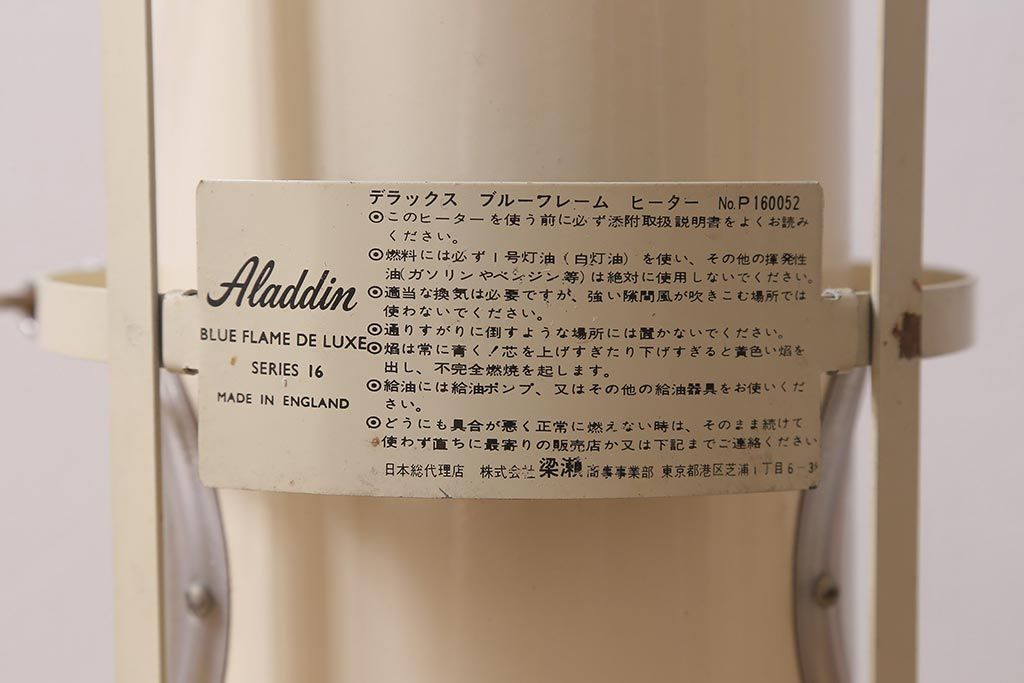 Aladdin
BLUE FLAME DE LUXE
SERIES 16
MADE IN ENGLAND
デラックス ブルーフレーム ヒーター No.P160052
◉このヒーターを使う前に必ず添附取扱説明書をよくお読み
ください。
◉燃料には必ず1号灯油(白灯油)を使い、その他の揮発性
油(ガソリンやベンジン等)は絶対に使用しないでください。
◉適当な換気は必要ですが、強い隙間風が吹きこむ場所では
使わないでください。
◉通りすがりに倒すような場所には置かないでください。
◉焰は常に青く!芯を上げすぎたり下げすぎると黄色い焰を
出し、不完全燃焼を起します。
◉給油には給油ポンプ、又はその他の給油器具をお使いくだ
さい。
◉どうにも具合が悪く正常に燃えない時は、そのまま続けて
使わず直ちに最寄りの販売店か又は下記までご連絡ください
日本総代理店 株式会社梁瀬商事事業部 東京都港区芝浦1丁目6-39